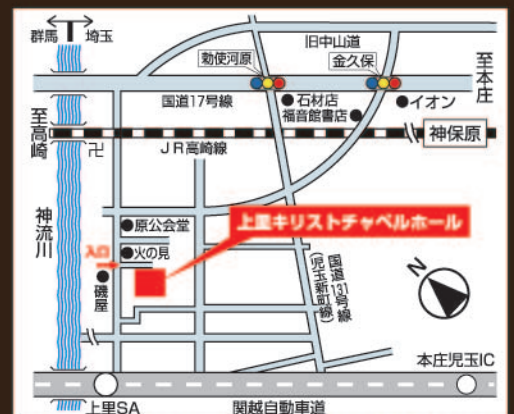 群馬
埼玉
旧中山道
勅使河原
金久保
至本庄
国道17号線
石材店
福音館書店
イオン
至高崎
卍
JR高崎線
神保原
神流川
原公会堂
上里キリストチャペルホール
入口
火の見
磯屋
国道131号線
(児玉新町線)
N
本庄児玉IC
上里SA
関越自動車道